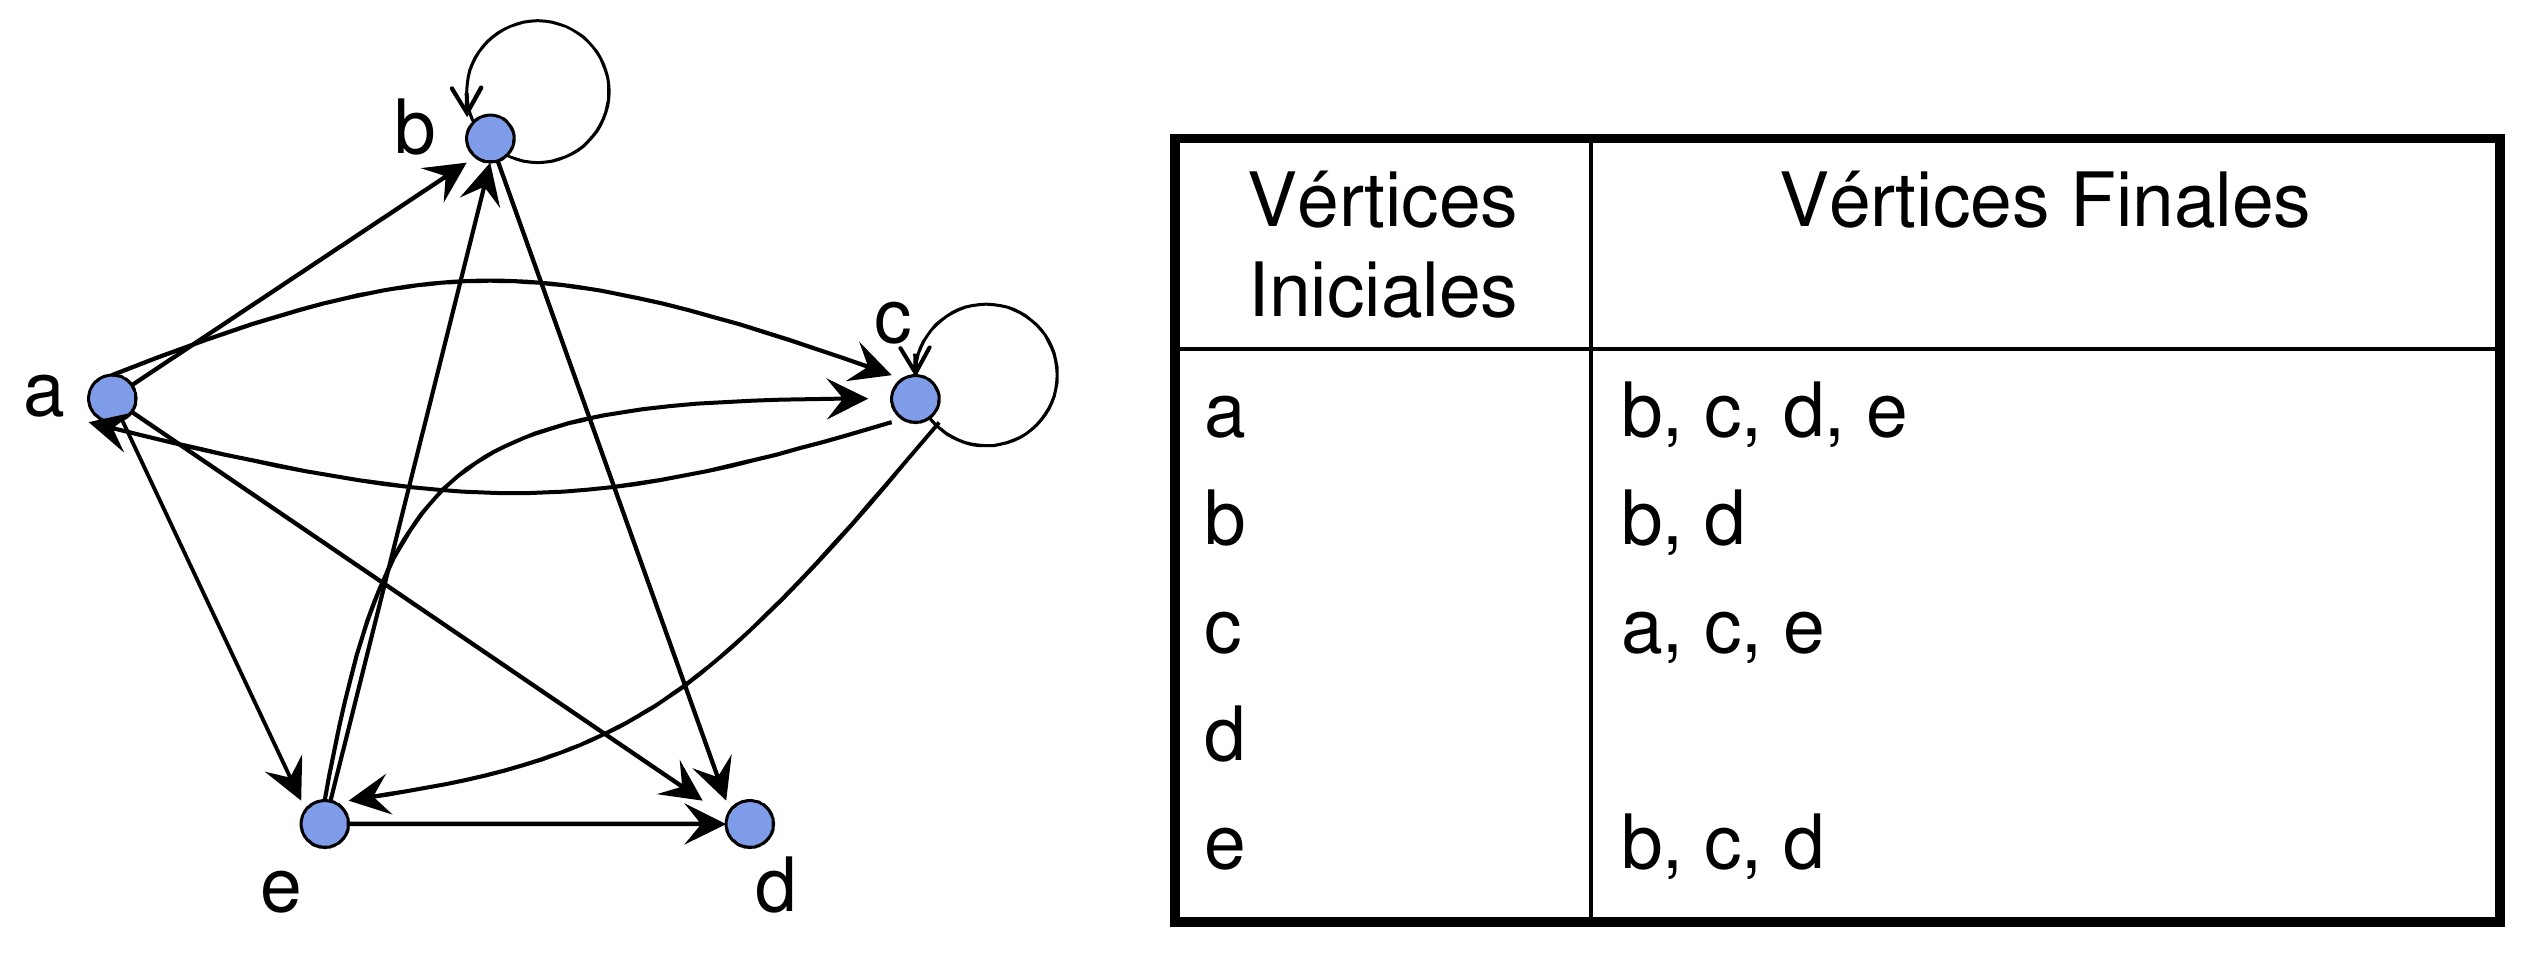 b
c
a
e
d
Vértices Iniciales
Vértices Finales
a
b, c, d, e
b
b, d
c
a, c, e
d
e
b, c, d